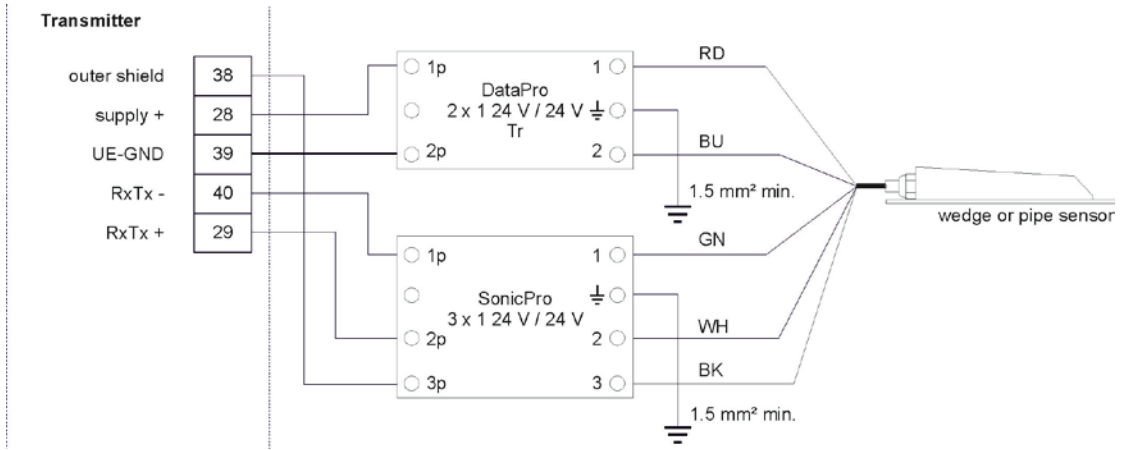 Transmitter
outer shield 38
supply + 28
UE-GND 39
RxTx - 40
RxTx + 29
1p 1
DataPro
2 x 1 24 V / 24 V
Tr
2p 2
RD
BU
1.5 mm² min.
1p 1
SonicPro
3 x 1 24 V / 24 V
2p 2
3p 3
GN
WH
BK
1.5 mm² min.
wedge or pipe sensor